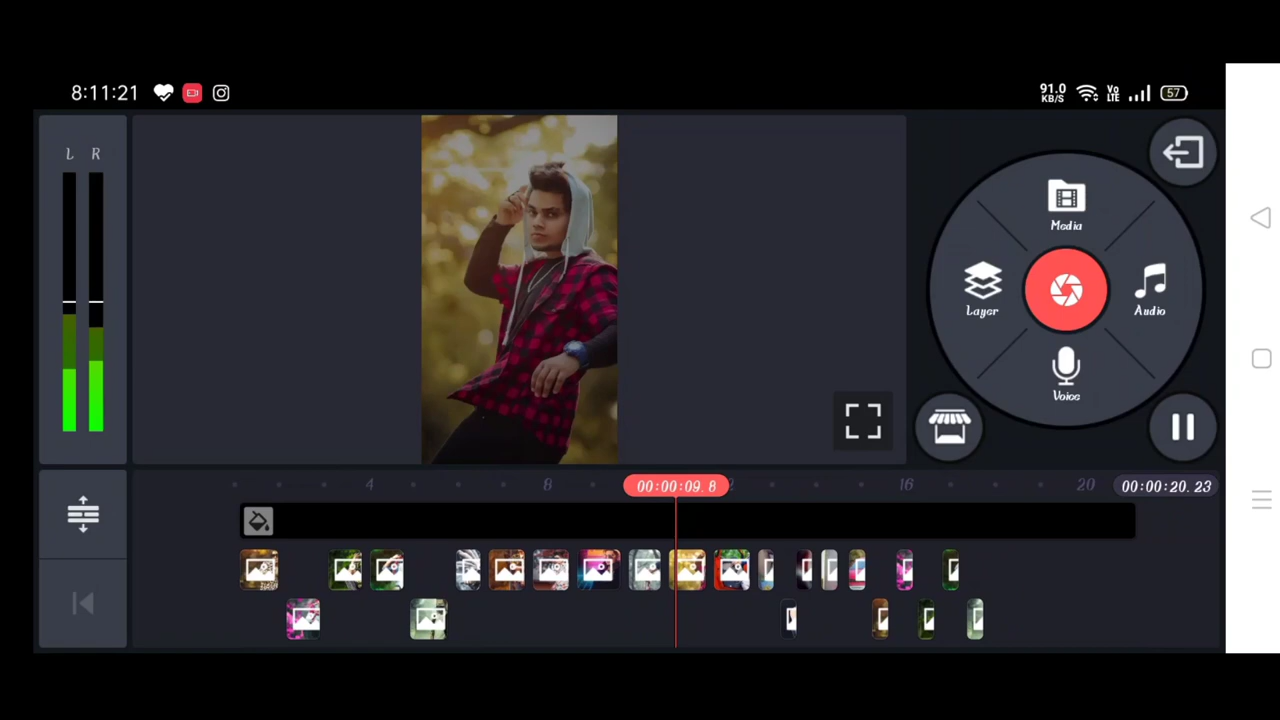 8:11:21
91.0
KB/S
Vo
LTE
57
L R
Media
Layer
Audio
Voice
4
8
16
20
00:00:09.8
00:00:20.23